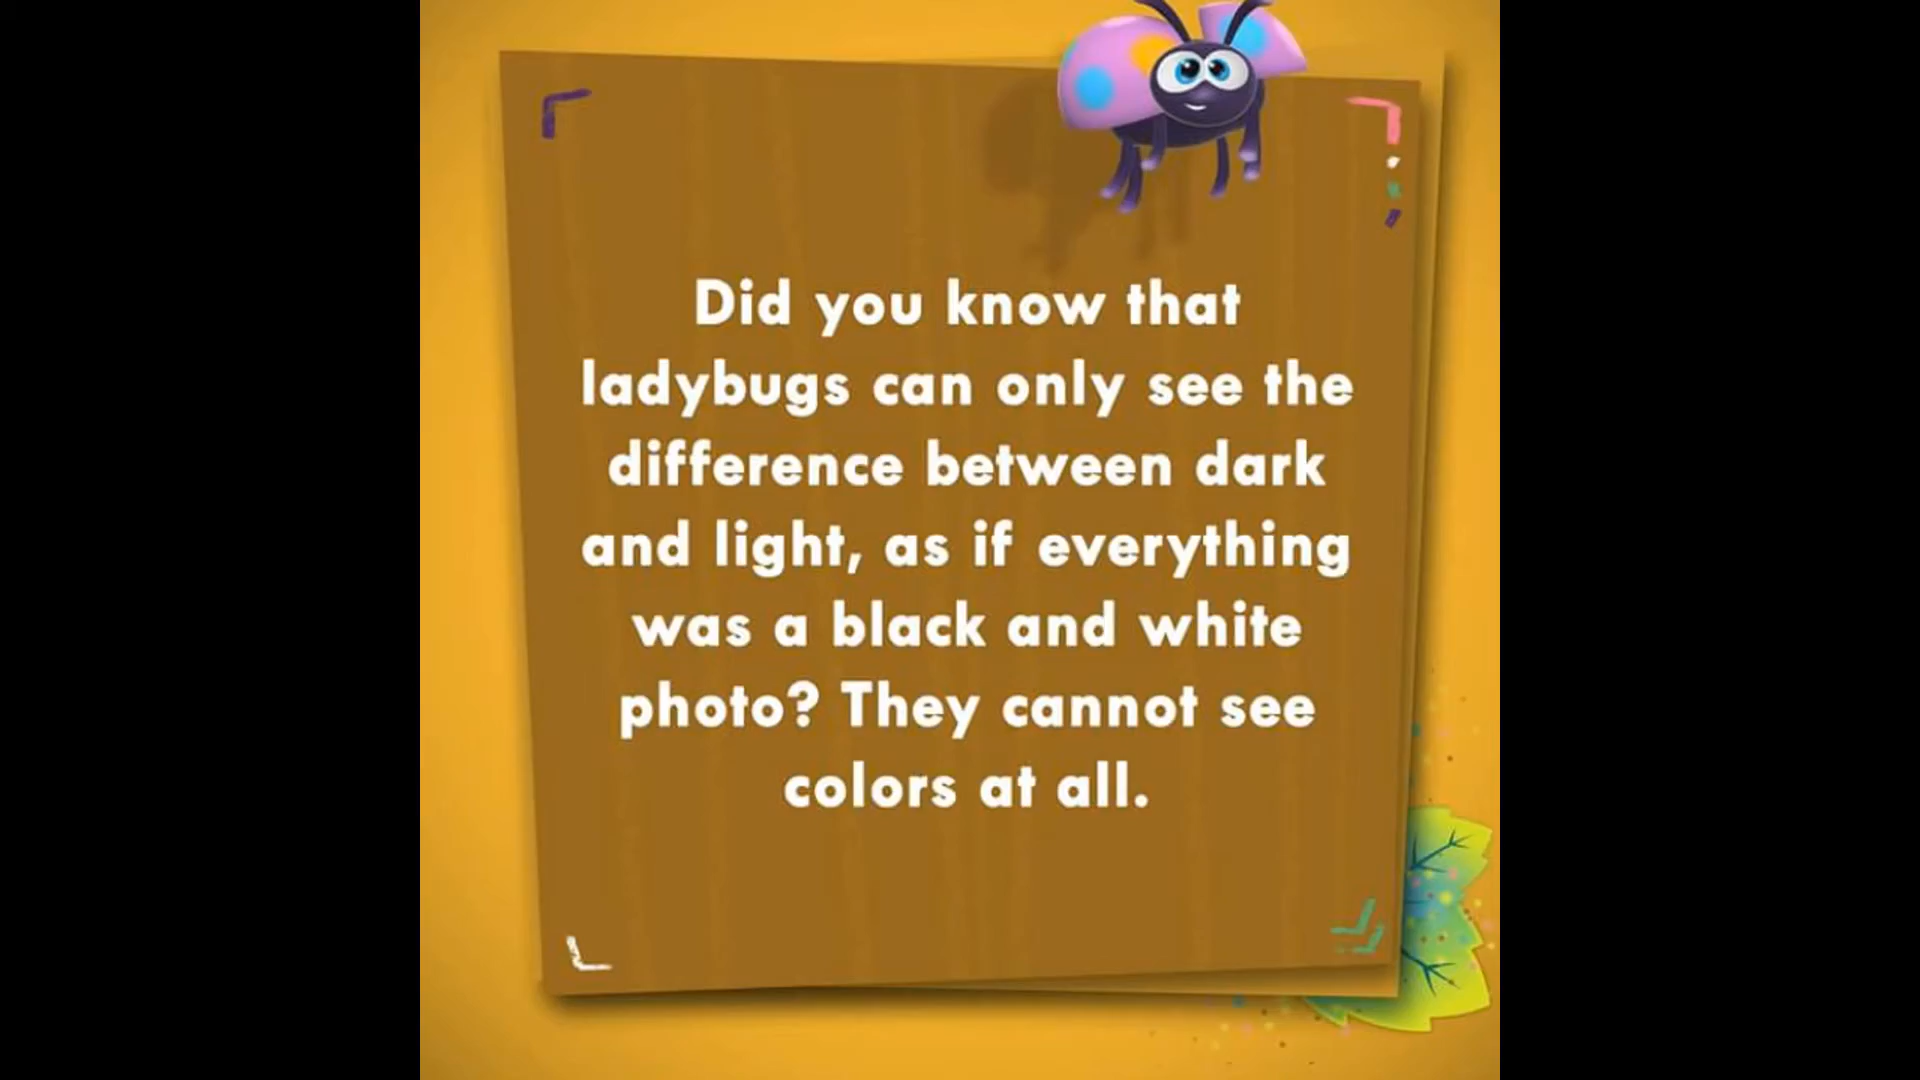 Did you know that
ladybugs can only see the
difference between dark
and light, as if everything
was a black and white
photo? They cannot see
colors at all.